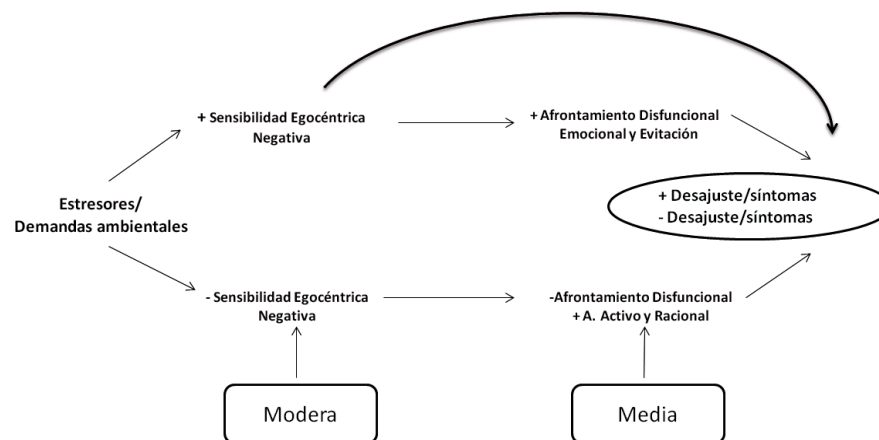 + Sensibilidad Egocéntrica
Negativa
+ Afrontamiento Disfuncional
Emocional y Evitación
Estresores/
Demandas ambientales
+ Desajuste/síntomas
- Desajuste/síntomas
- Sensibilidad Egocéntrica
Negativa
-Afrontamiento Disfuncional
+ A. Activo y Racional
Modera
Media